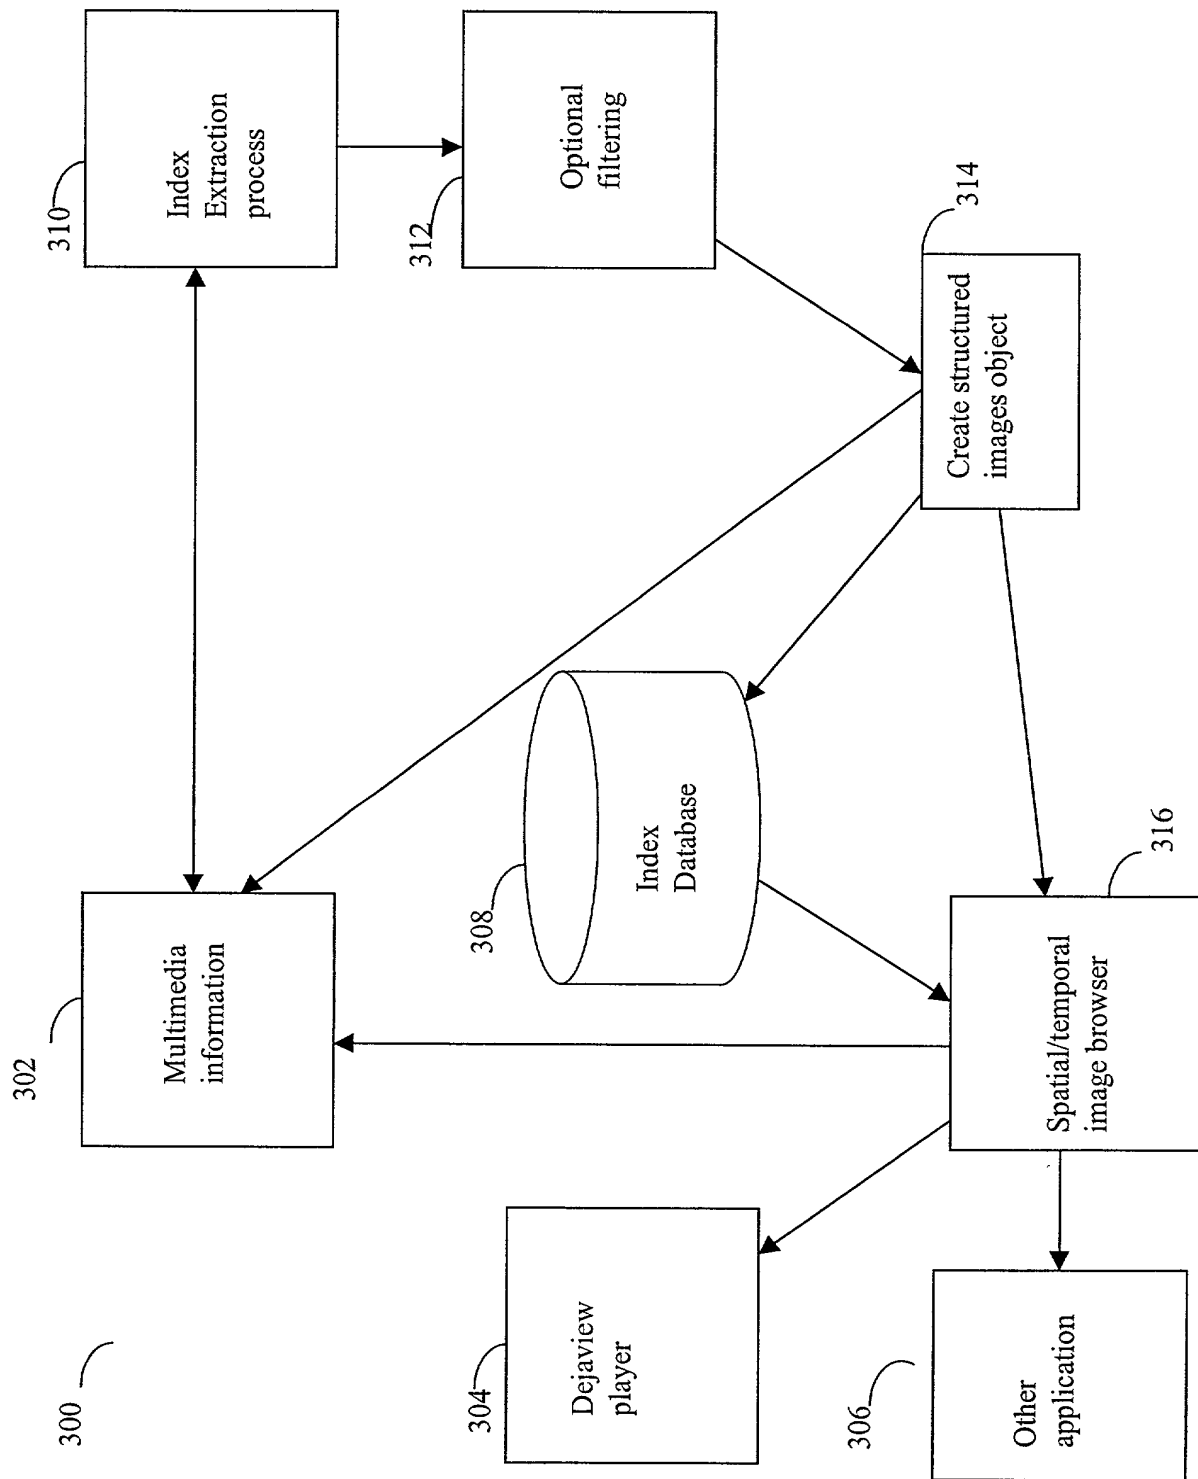 300
302
Multimedia
information
310
Index
Extraction
process
312
Optional
filtering
304
Dejaview
player
308
Index
Database
314
Create structured
images object
306
Other
application
Spatial/temporal
image browser
316